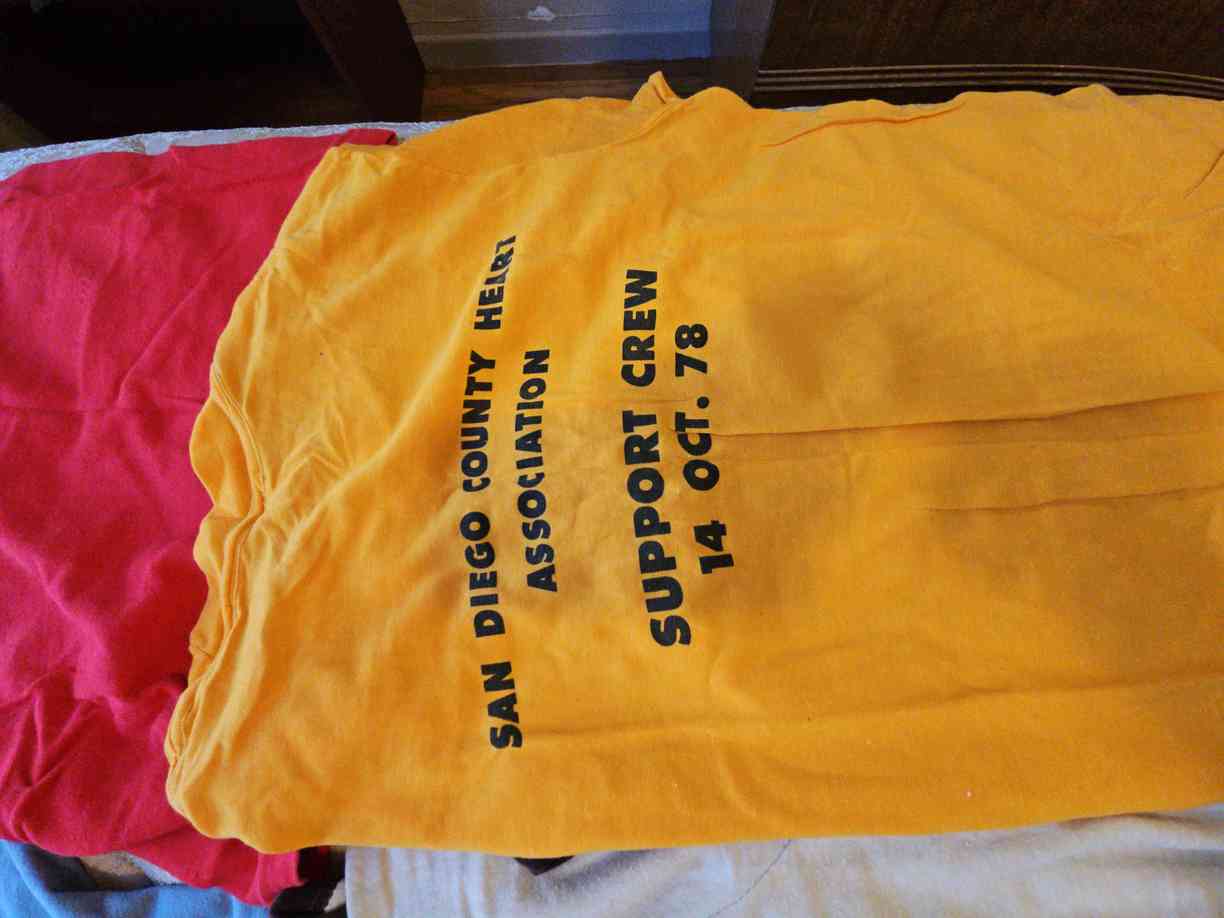 SAN DIEGO COUNTY HEART
ASSOCIATION
SUPPORT CREW
14 OCT. 78